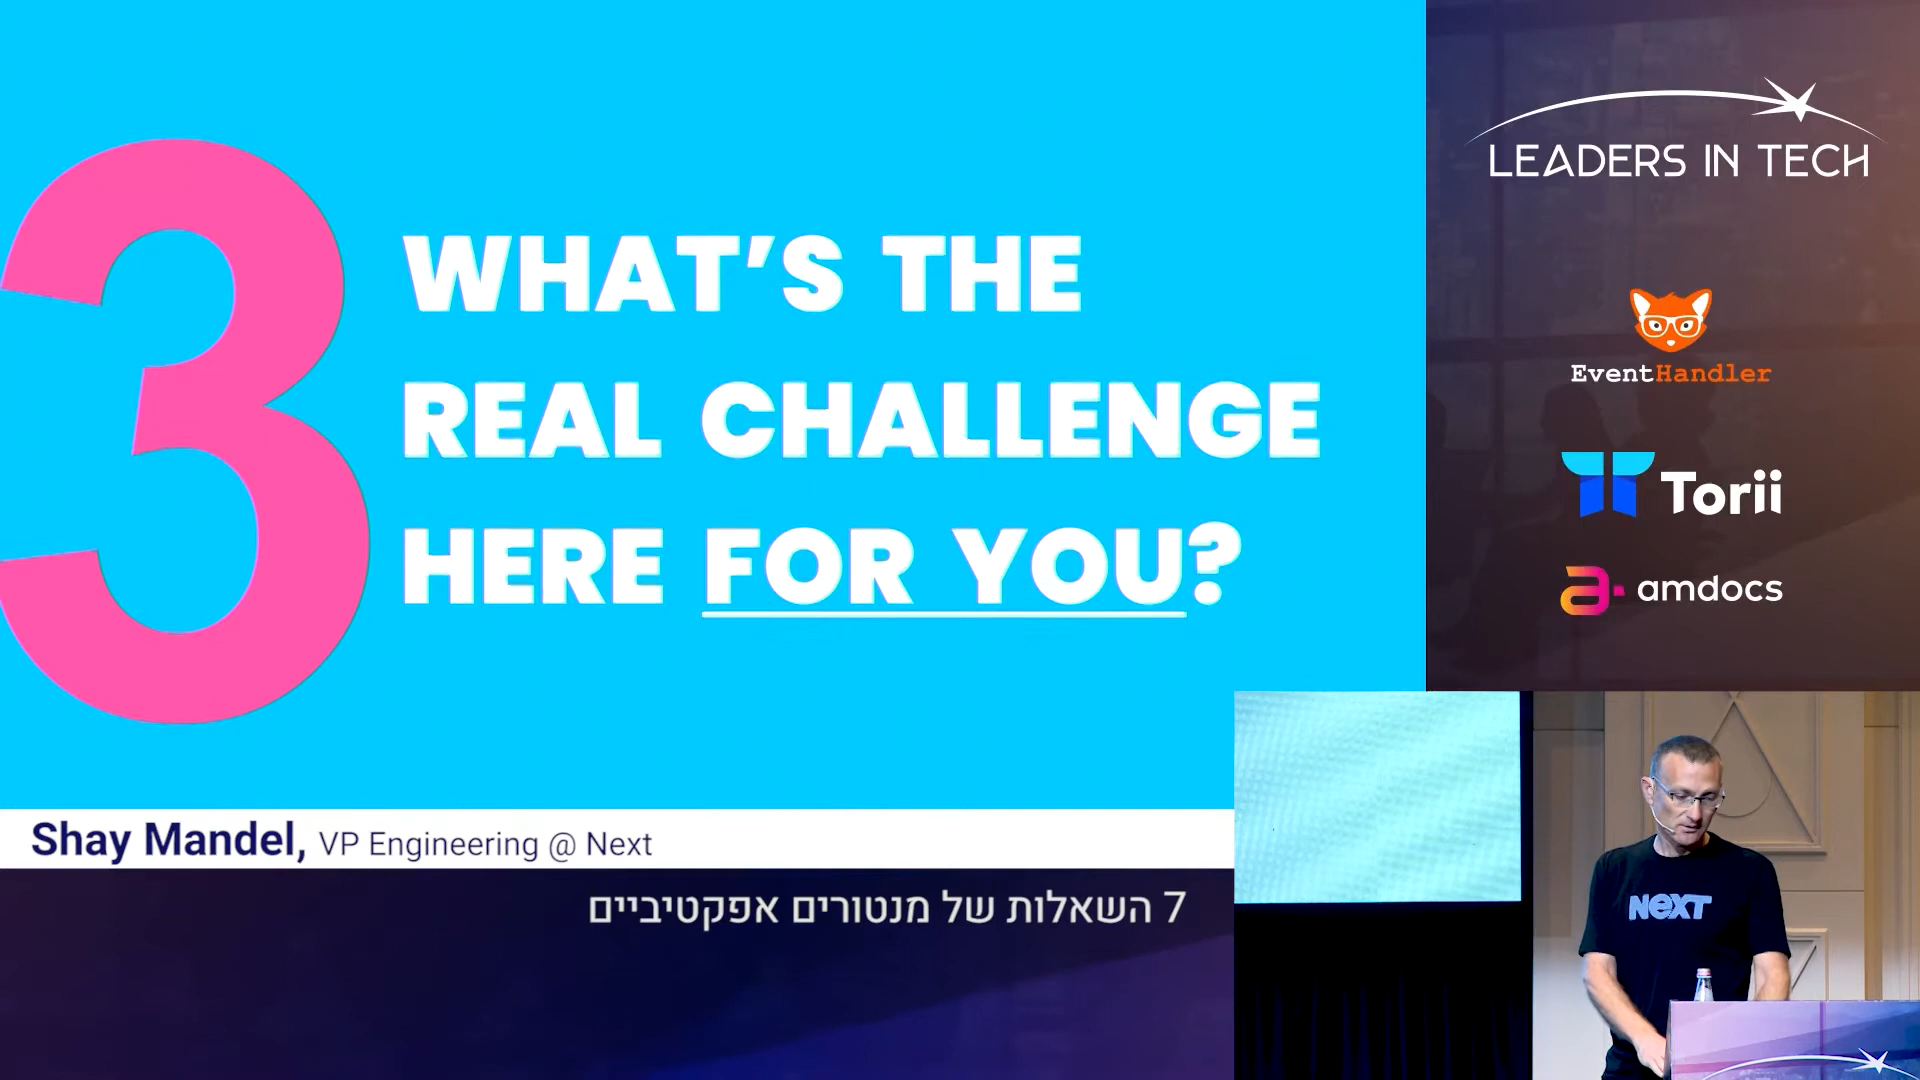 3
WHAT'S THE
REAL CHALLENGE
HERE FOR YOU?
Shay Mandel, VP Engineering @ Next
7 השאלות של מנטורים אפקטיביים
LEADERS IN TECH
EventHandler
Torii
amdocs
NEXT